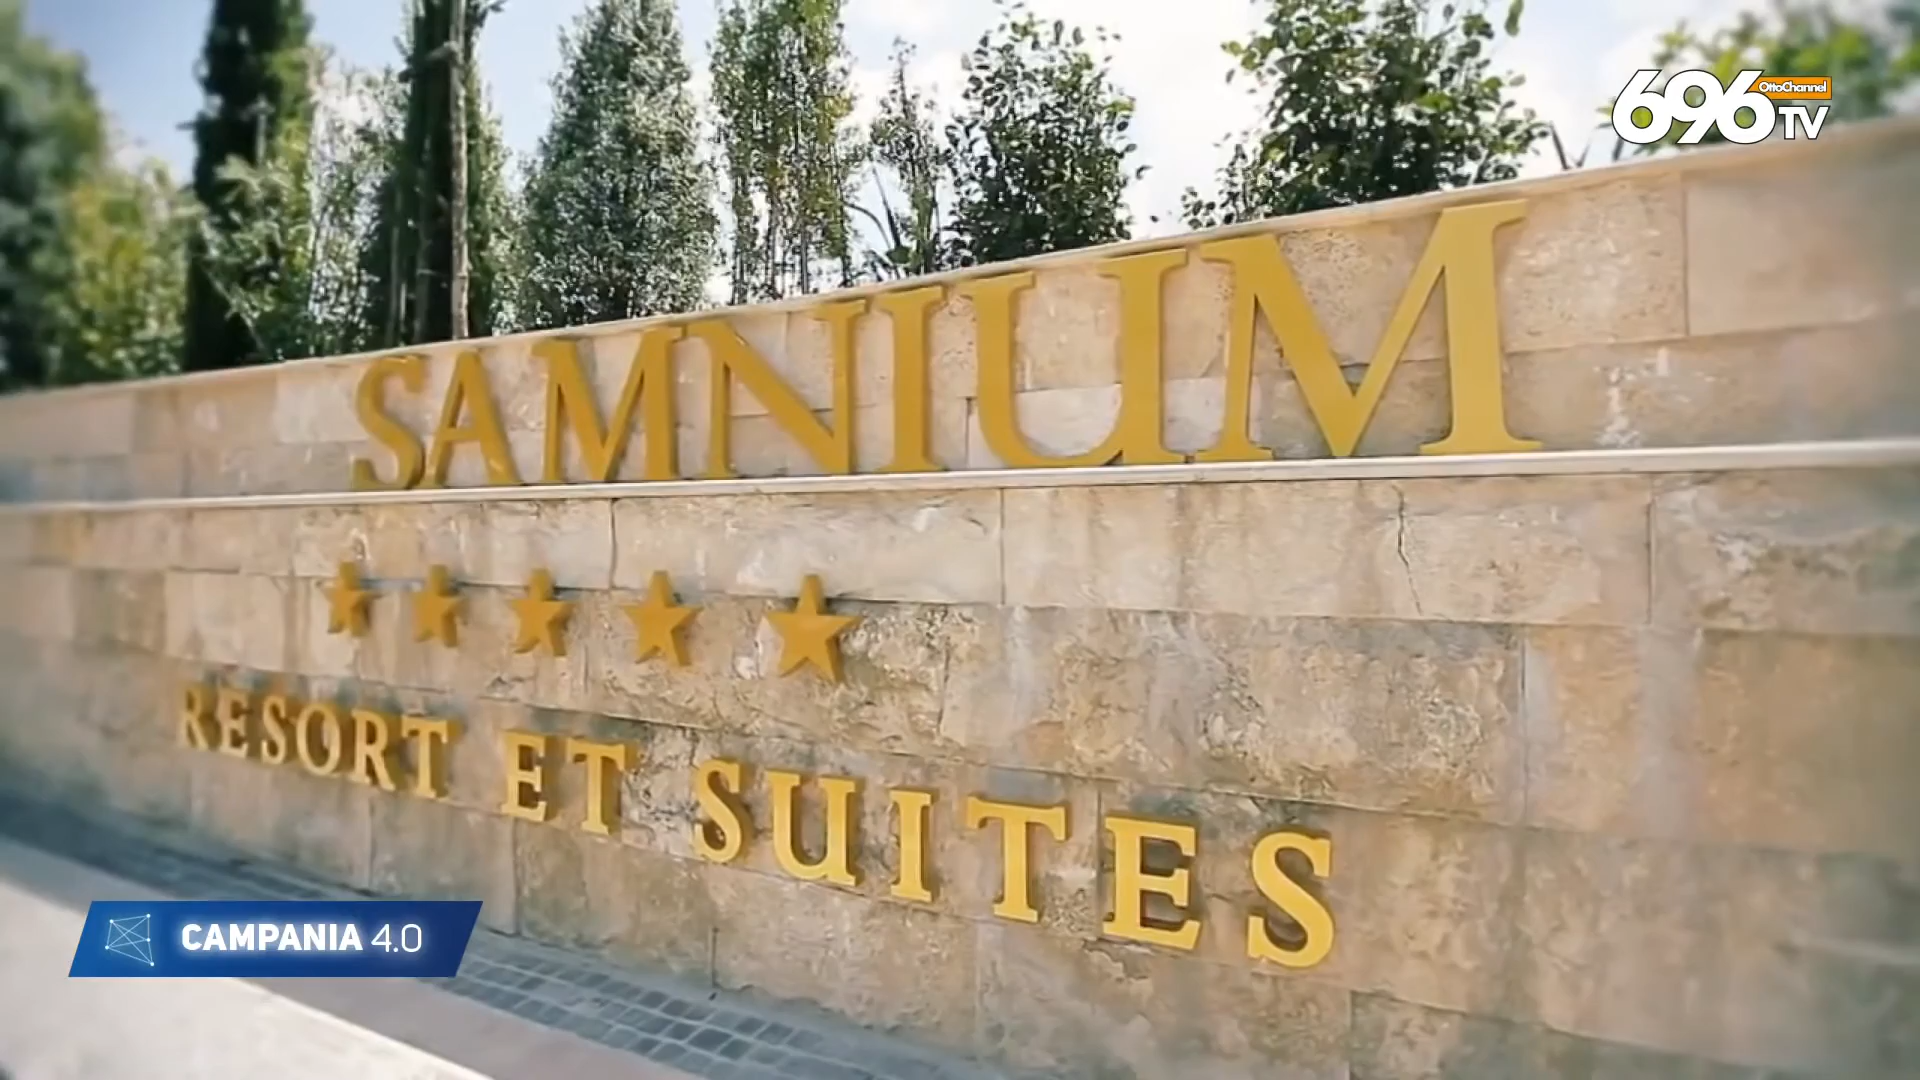 696
OttoChannel
TV
SAMNIUM
RESORT ET SUITES
CAMPANIA 4.0